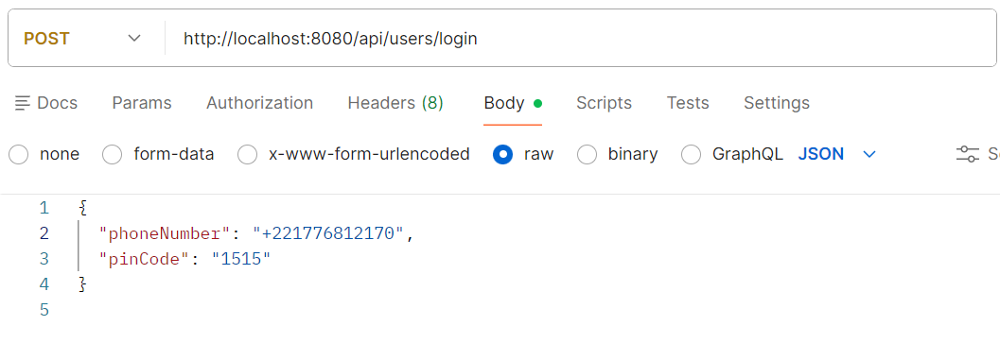 POST http://localhost:8080/api/users/login
Docs Params Authorization Headers (8) Body Scripts Tests Settings
none form-data x-www-form-urlencoded raw binary GraphQL JSON
1 {
2 "phoneNumber": "+221776812170",
3 "pinCode": "1515"
4 }
5